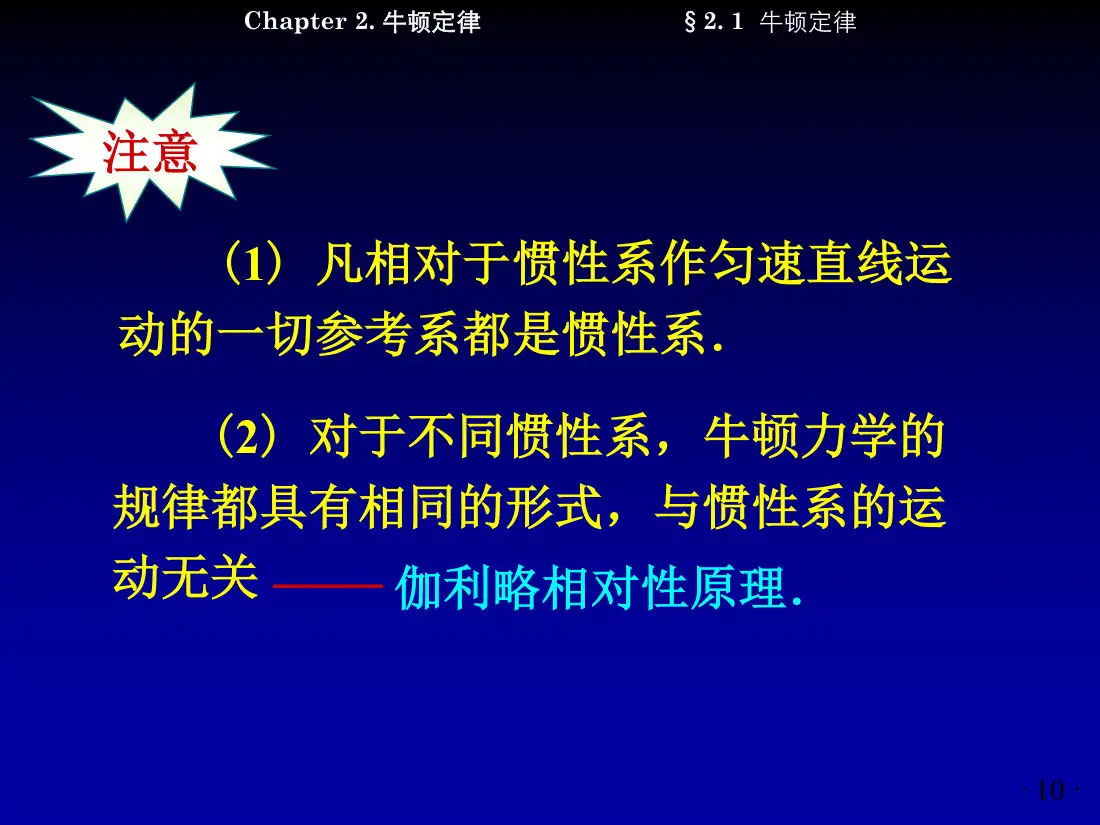 Chapter 2. 牛顿定律
§2. 1 牛顿定律
注意
（1）凡相对于惯性系作匀速直线运
动的一切参考系都是惯性系．
（2）对于不同惯性系，牛顿力学的
规律都具有相同的形式，与惯性系的运
动无关 —— 伽利略相对性原理．
· 10 ·